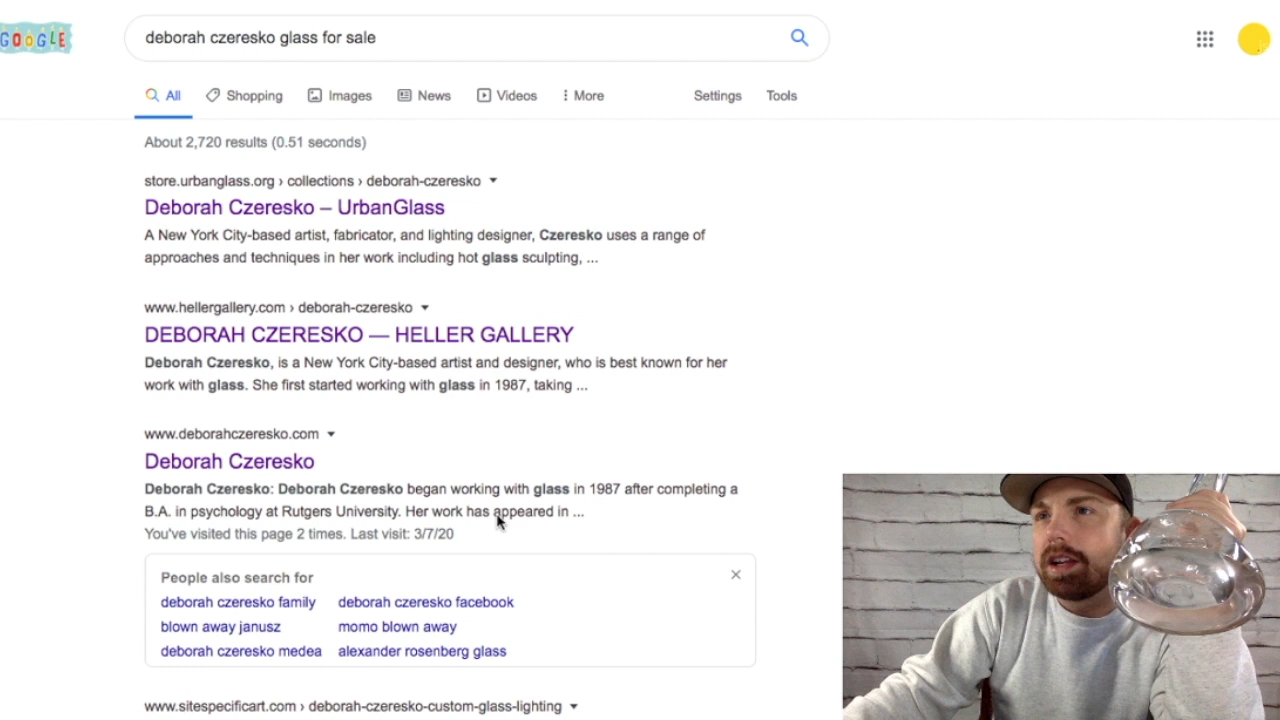 GOOGLE
deborah czeresko glass for sale
All Shopping Images News Videos More Settings Tools
About 2,720 results (0.51 seconds)
store.urbanglass.org › collections › deborah-czeresko
Deborah Czeresko – UrbanGlass
A New York City-based artist, fabricator, and lighting designer, Czeresko uses a range of
approaches and techniques in her work including hot glass sculpting, ...
www.hellergallery.com › deborah-czeresko
DEBORAH CZERESKO — HELLER GALLERY
Deborah Czeresko, is a New York City-based artist and designer, who is best known for her
work with glass. She first started working with glass in 1987, taking ...
www.deborahczeresko.com
Deborah Czeresko
Deborah Czeresko: Deborah Czeresko began working with glass in 1987 after completing a
B.A. in psychology at Rutgers University. Her work has appeared in ...
You've visited this page 2 times. Last visit: 3/7/20
People also search for
deborah czeresko family deborah czeresko facebook
blown away janusz momo blown away
deborah czeresko medea alexander rosenberg glass
www.sitespecificart.com › deborah-czeresko-custom-glass-lighting